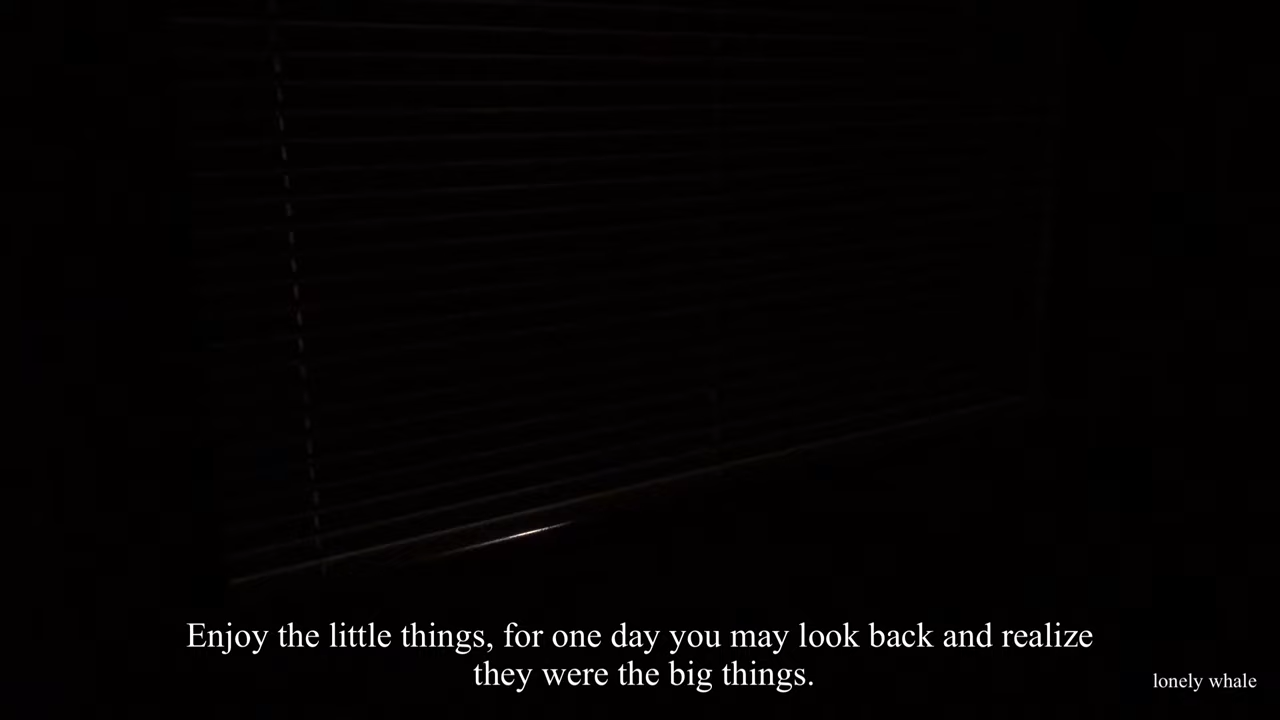 Enjoy the little things, for one day you may look back and realize
they were the big things.
lonely whale